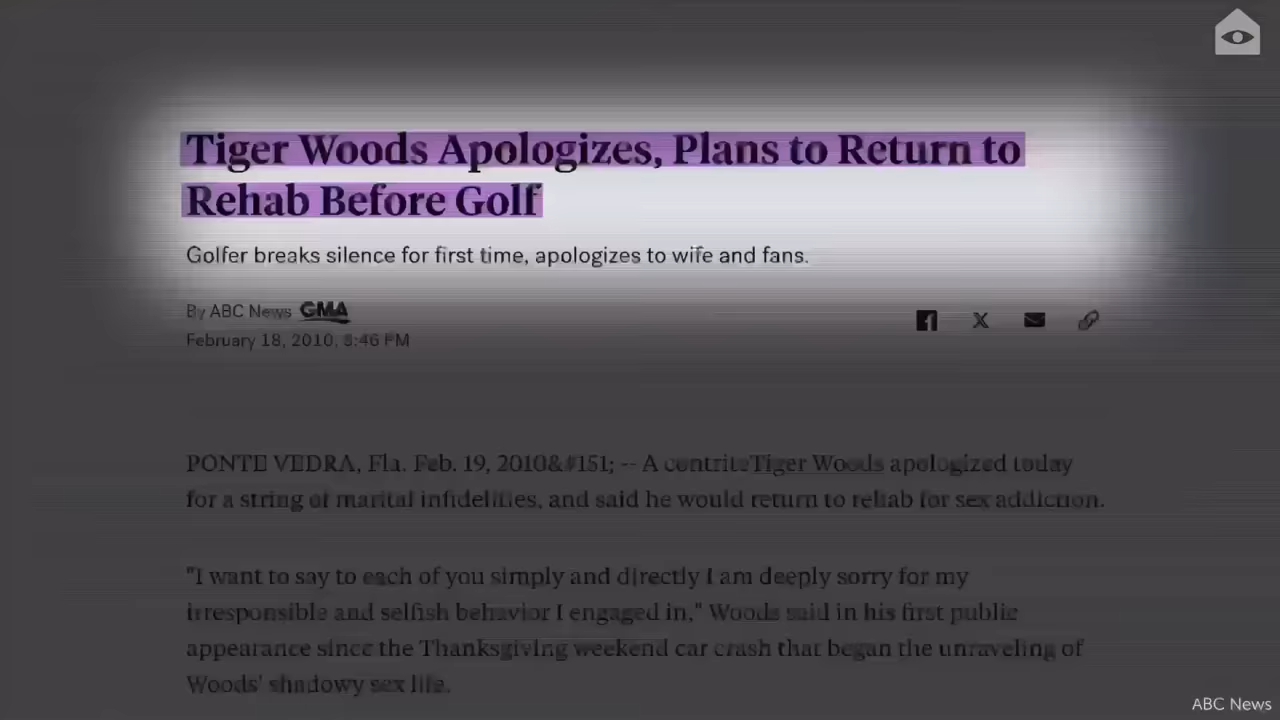 Tiger Woods Apologizes, Plans to Return to
Rehab Before Golf
Golfer breaks silence for first time, apologizes to wife and fans.
By ABC News GMA
February 18, 2010, 8:46 PM
PONTE VEDRA, Fla. Feb. 19, 2010&#151; -- A contriteTiger Woods apologized today
for a string of marital infidelities, and said he would return to rehab for sex addiction.
"I want to say to each of you simply and directly I am deeply sorry for my
irresponsible and selfish behavior I engaged in," Woods said in his first public
appearance since the Thanksgiving weekend car crash that began the unraveling of
Woods' shadowy sex life.
ABC News